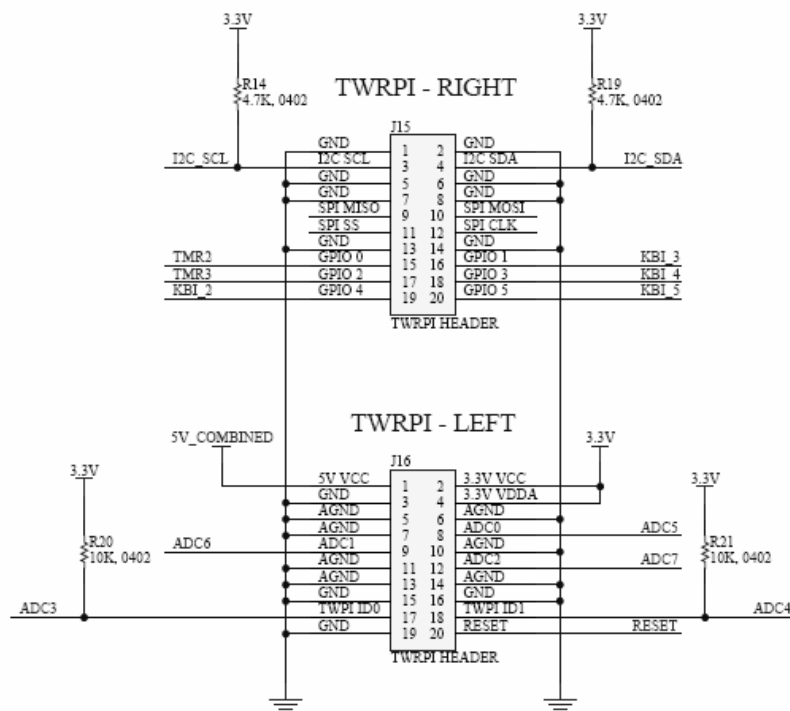 3.3V 3.3V
R14 R19
4.7K, 0402 TWRPI - RIGHT 4.7K, 0402
J15
GND 1 2 GND
I2C_SCL I2C SCL 3 4 I2C SDA I2C_SDA
GND 5 6 GND
GND 7 8 GND
SPI MISO 9 10 SPI MOSI
SPI SS 11 12 SPI CLK
GND 13 14 GND
TMR2 GPIO 0 15 16 GPIO 1 KBI_3
TMR3 GPIO 2 17 18 GPIO 3 KBI_4
KBI_2 GPIO 4 19 20 GPIO 5 KBI_5
TWRPI HEADER
TWRPI - LEFT
5V_COMBINED 3.3V
J16
3.3V 3.3V
5V VCC 1 2 3.3V VCC
GND 3 4 3.3V VDDA
AGND 5 6 AGND
AGND 7 8 ADC0 ADC5
R20 R21
10K, 0402 10K, 0402
ADC6 ADC1 9 10 AGND
AGND 11 12 ADC2 ADC7
AGND 13 14 AGND
GND 15 16 GND
ADC3 TWPI ID0 17 18 TWPI ID1 ADC4
GND 19 20 RESET RESET
TWRPI HEADER